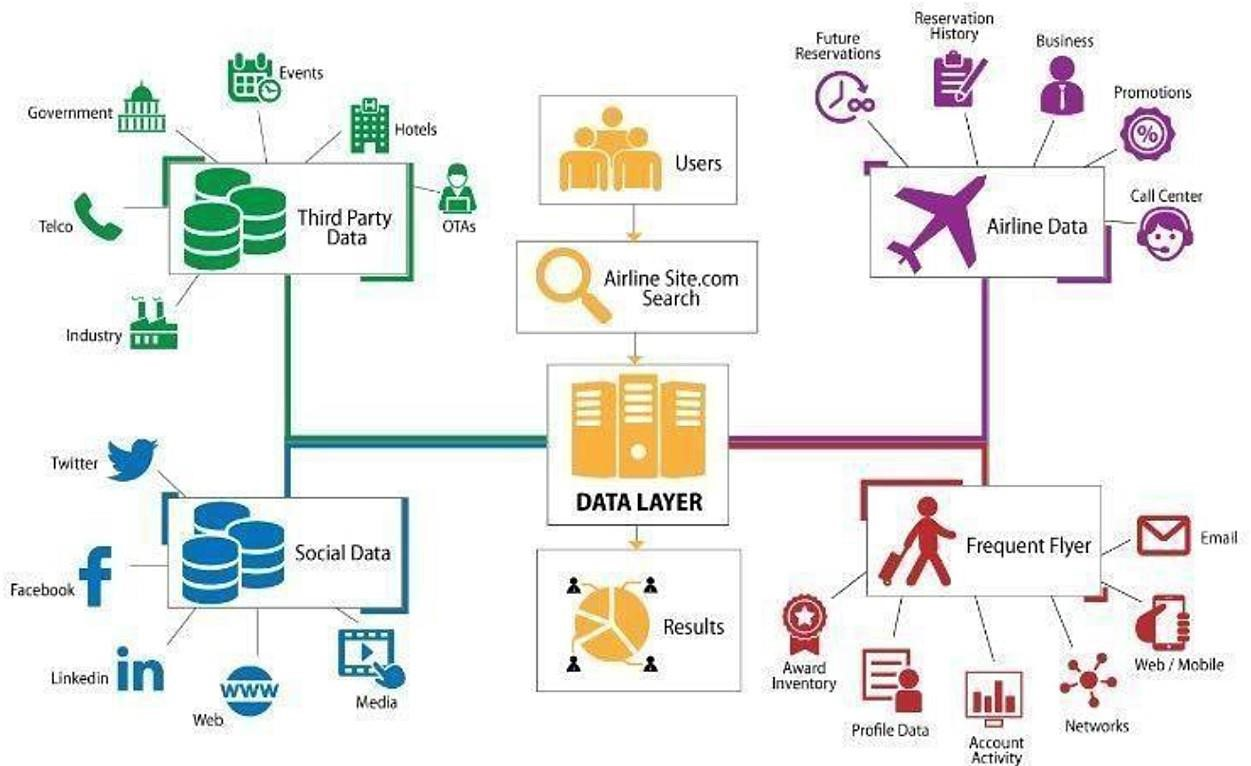 Government
Events
Hotels
Telco
Third Party
Data
OTAs
Industry
Users
Airline Site.com
Search
Future
Reservations
Reservation
History
Business
Promotions
%
Airline Data
Call Center
DATA LAYER
Twitter
Facebook
Social Data
Linkedin
in
www
Web
Media
Results
Frequent Flyer
Email
Web / Mobile
Award
Inventory
Profile Data
Account
Activity
Networks
H